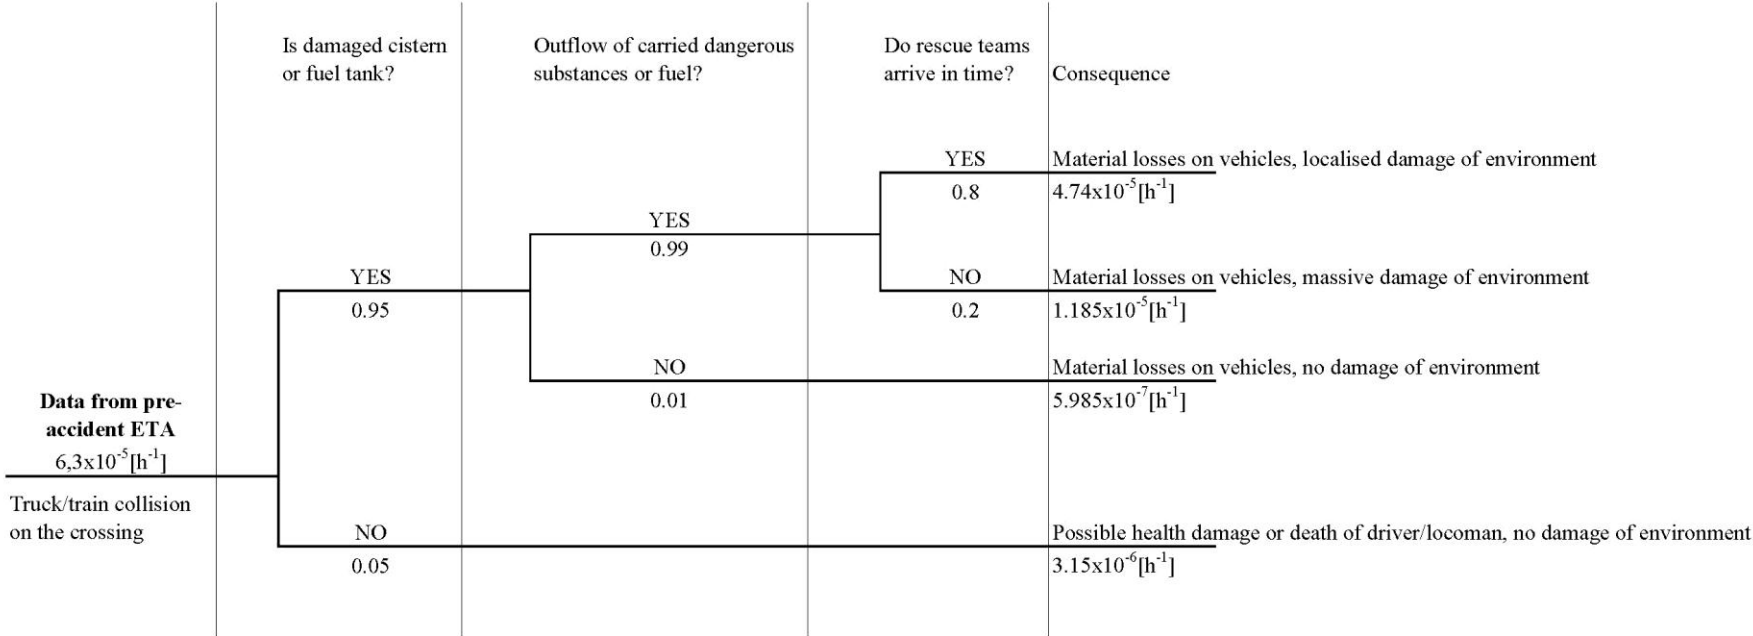 Is damaged cistern
or fuel tank?
Outflow of carried dangerous
substances or fuel?
Do rescue teams
arrive in time?
Consequence
YES
0.8
Material losses on vehicles, localised damage of environment
4.74x10⁻⁵[h⁻¹]
YES
0.99
YES
0.95
NO
0.2
Material losses on vehicles, massive damage of environment
1.185x10⁻⁵[h⁻¹]
NO
0.01
Material losses on vehicles, no damage of environment
5.985x10⁻⁷[h⁻¹]
Data from pre-
accident ETA
6,3x10⁻⁵[h⁻¹]
Truck/train collision
on the crossing
NO
0.05
Possible health damage or death of driver/locoman, no damage of environment
3.15x10⁻⁶[h⁻¹]